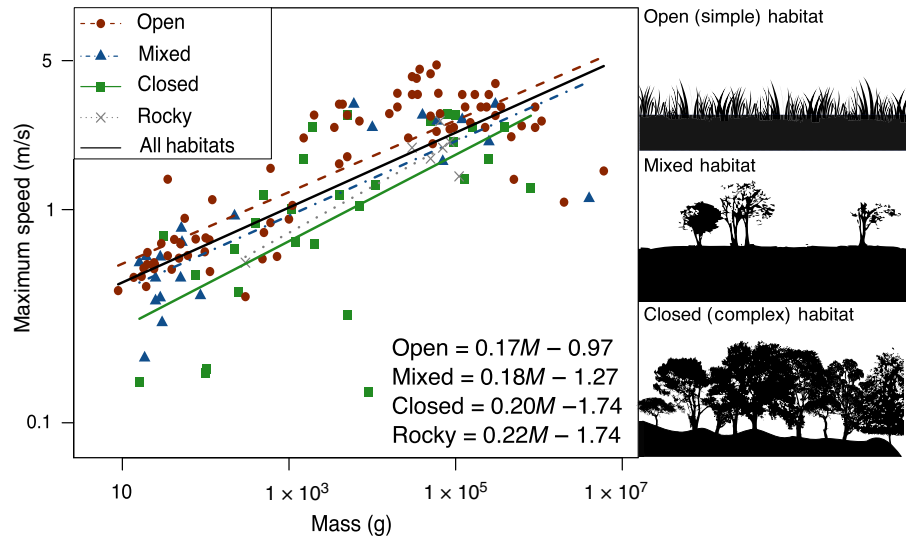 Open
Mixed
Closed
Rocky
All habitats
Maximum speed (m/s)
5
1
0.1
Open = 0.17M − 0.97
Mixed = 0.18M − 1.27
Closed = 0.20M −1.74
Rocky = 0.22M − 1.74
10
1 × 10³
1 × 10⁵
1 × 10⁷
Mass (g)
Open (simple) habitat
Mixed habitat
Closed (complex) habitat